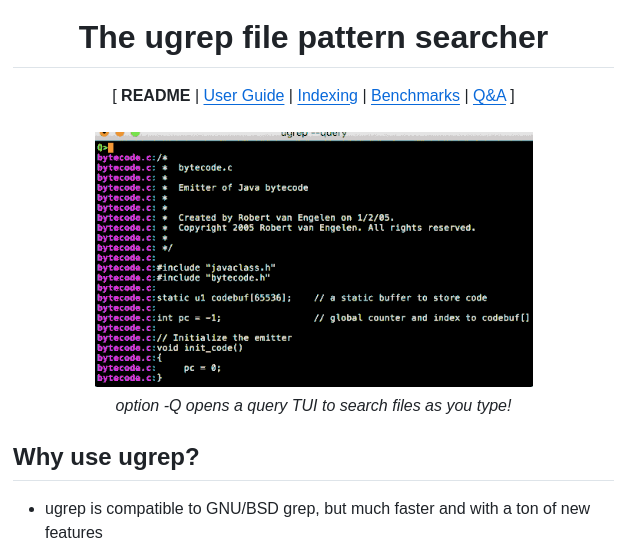 The ugrep file pattern searcher
[ README | User Guide | Indexing | Benchmarks | Q&A ]
ugrep --query
Q>
bytecode.c:/*
bytecode.c: *  bytecode.c
bytecode.c: *
bytecode.c: *  Emitter of Java bytecode
bytecode.c: *
bytecode.c: *
bytecode.c: *  Created by Robert van Engelen on 1/2/05.
bytecode.c: *  Copyright 2005 Robert van Engelen. All rights reserved.
bytecode.c: *
bytecode.c: */
bytecode.c:
bytecode.c:#include "javaclass.h"
bytecode.c:#include "bytecode.h"
bytecode.c:
bytecode.c:static u1 codebuf[65536];    // a static buffer to store code
bytecode.c:
bytecode.c:int pc = -1;                 // global counter and index to codebuf[]
bytecode.c:
bytecode.c:// Initialize the emitter
bytecode.c:void init_code()
bytecode.c:{
bytecode.c:     pc = 0;
bytecode.c:}
option -Q opens a query TUI to search files as you type!
Why use ugrep?
• ugrep is compatible to GNU/BSD grep, but much faster and with a ton of new
features